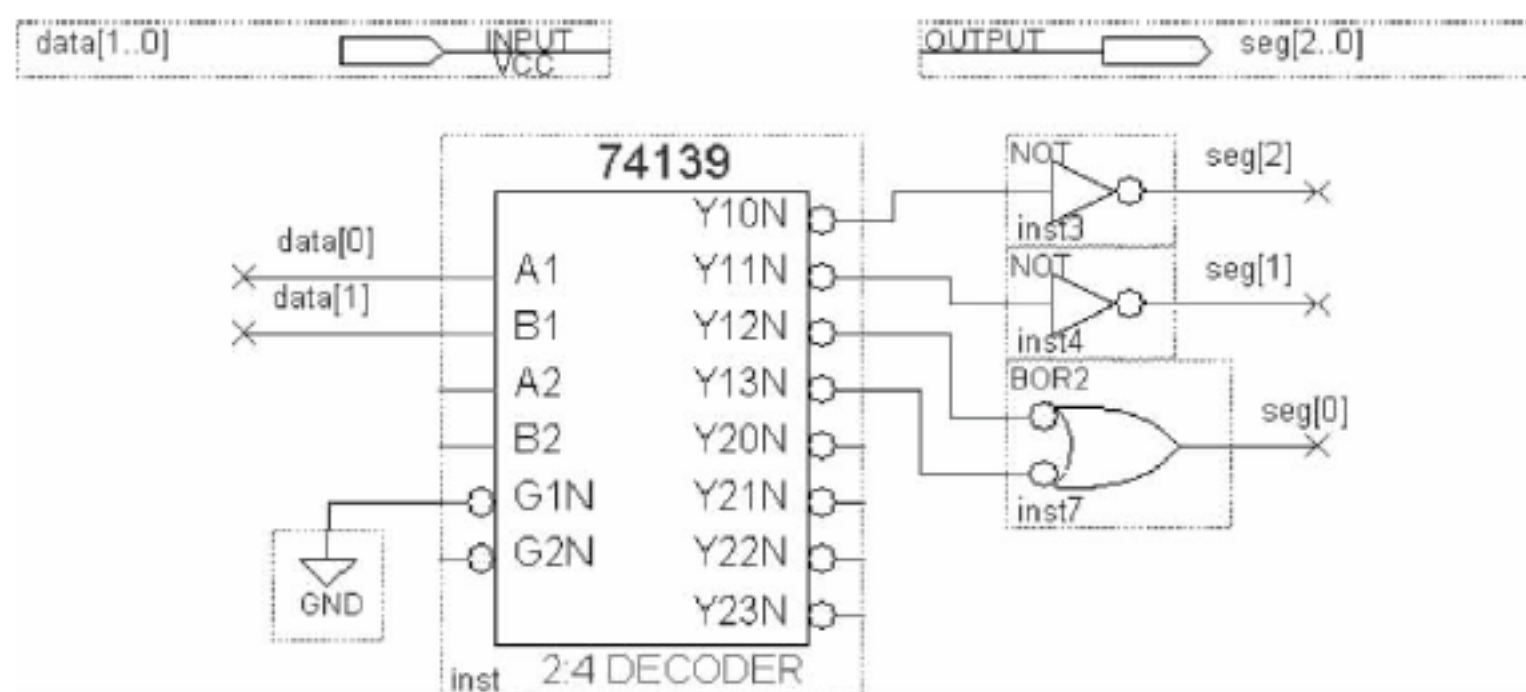 data[1..0] INPUT VCC OUTPUT seg[2..0]
74139
data[0]
data[1]
A1
B1
A2
B2
G1N
G2N
Y10N
Y11N
Y12N
Y13N
Y20N
Y21N
Y22N
Y23N
GND
inst
2:4 DECODER
NOT
seg[2]
inst3
NOT
seg[1]
inst4
BOR2
seg[0]
inst7